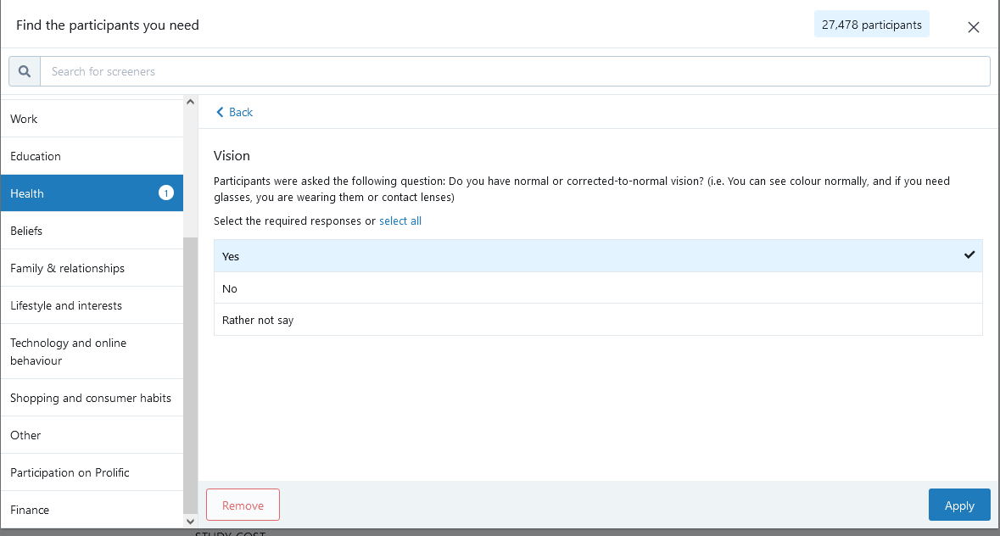 Find the participants you need
27,478 participants
Search for screeners
Work
Education
Health 1
Beliefs
Family & relationships
Lifestyle and interests
Technology and online
behaviour
Shopping and consumer habits
Other
Participation on Prolific
Finance
Back
Vision
Participants were asked the following question: Do you have normal or corrected-to-normal vision? (i.e. You can see colour normally, and if you need
glasses, you are wearing them or contact lenses)
Select the required responses or select all
Yes
No
Rather not say
Remove
Apply
STUDY COST